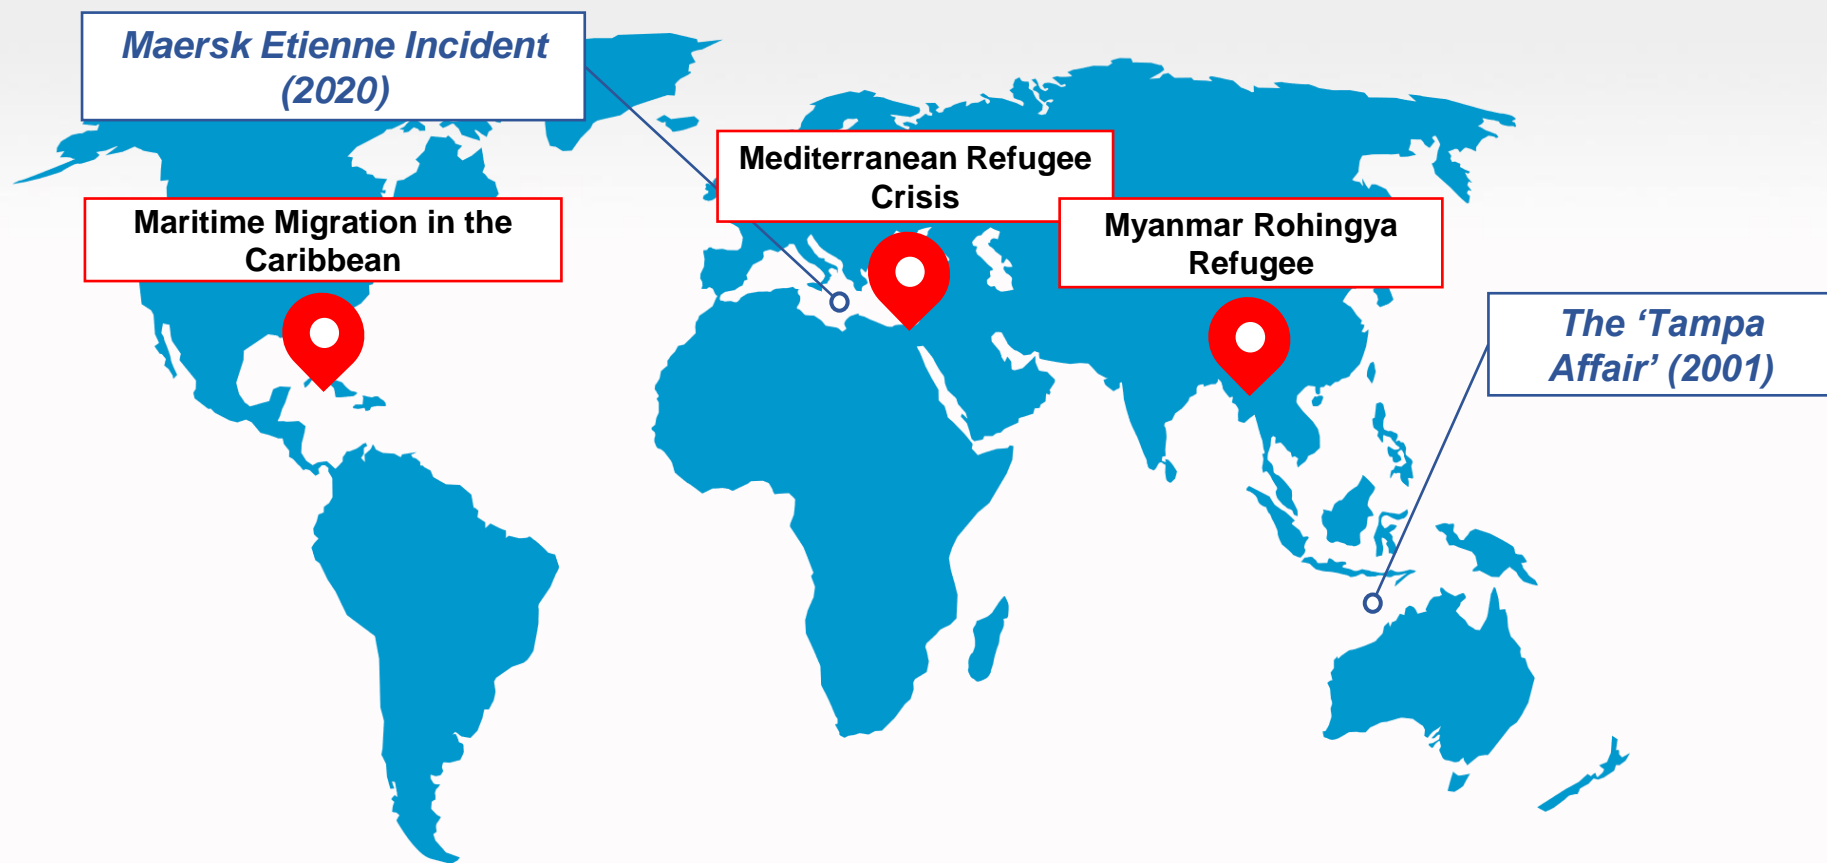 Maersk Etienne Incident
(2020)
Mediterranean Refugee
Crisis
Maritime Migration in the
Caribbean
Myanmar Rohingya
Refugee
The ‘Tampa
Affair’ (2001)